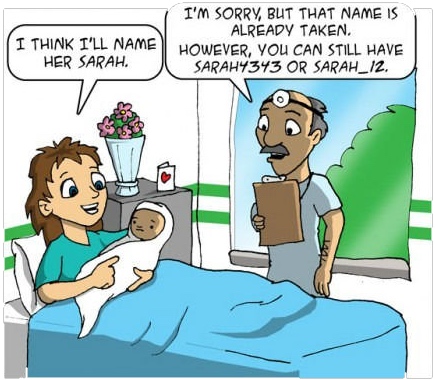 I THINK I'LL NAME
HER SARAH.
I'M SORRY, BUT THAT NAME IS
ALREADY TAKEN.
HOWEVER, YOU CAN STILL HAVE
SARAH4343 OR SARAH_12.